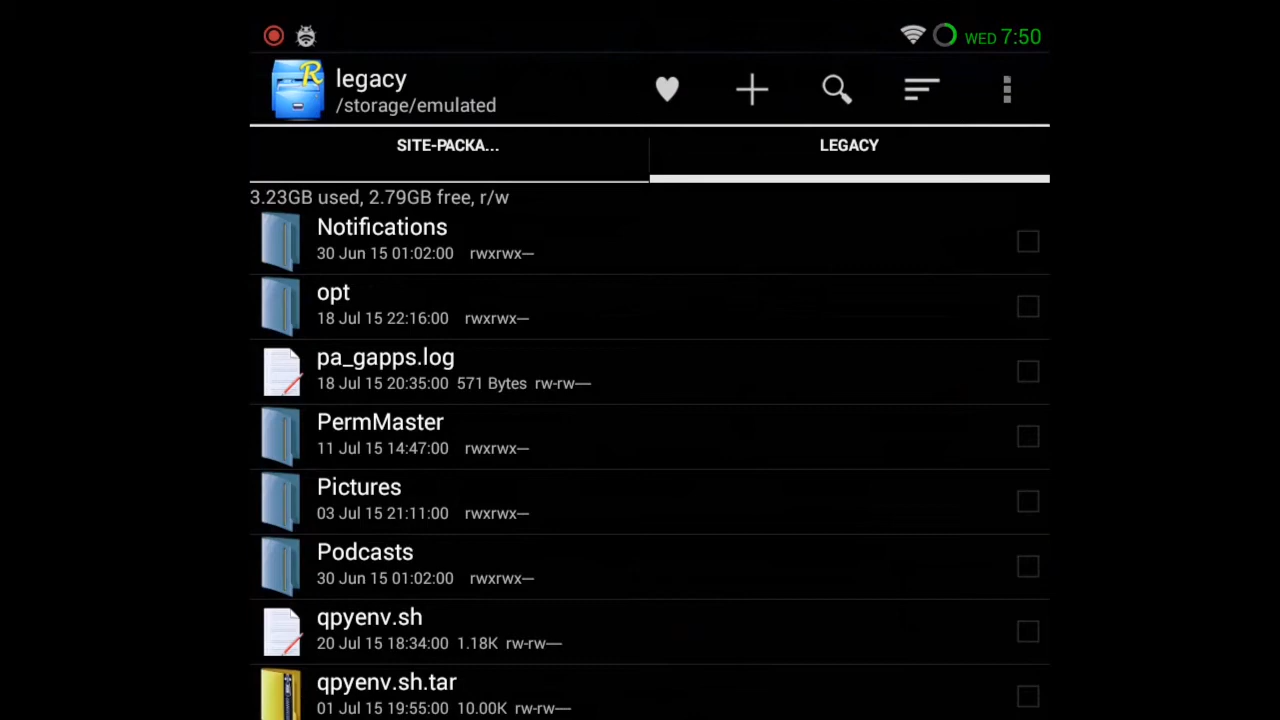 WED 7:50
R
legacy
/storage/emulated
SITE-PACKA...
LEGACY
3.23GB used, 2.79GB free, r/w
Notifications
30 Jun 15 01:02:00 rwxrwx—
opt
18 Jul 15 22:16:00 rwxrwx—
pa_gapps.log
18 Jul 15 20:35:00 571 Bytes rw-rw—
PermMaster
11 Jul 15 14:47:00 rwxrwx—
Pictures
03 Jul 15 21:11:00 rwxrwx—
Podcasts
30 Jun 15 01:02:00 rwxrwx—
qpyenv.sh
20 Jul 15 18:34:00 1.18K rw-rw—
qpyenv.sh.tar
01 Jul 15 19:55:00 10.00K rw-rw—